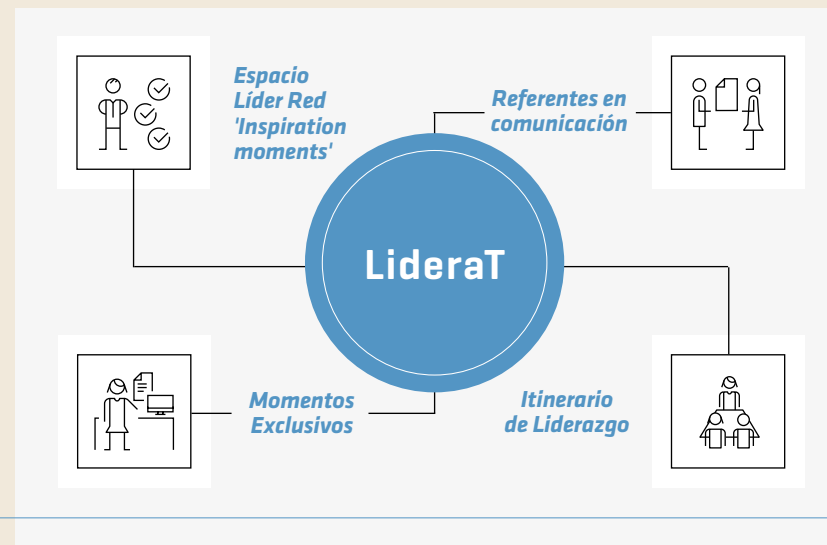 Espacio
Líder Red
'Inspiration
moments'
Referentes en
comunicación
LideraT
Momentos
Exclusivos
Itinerario
de Liderazgo